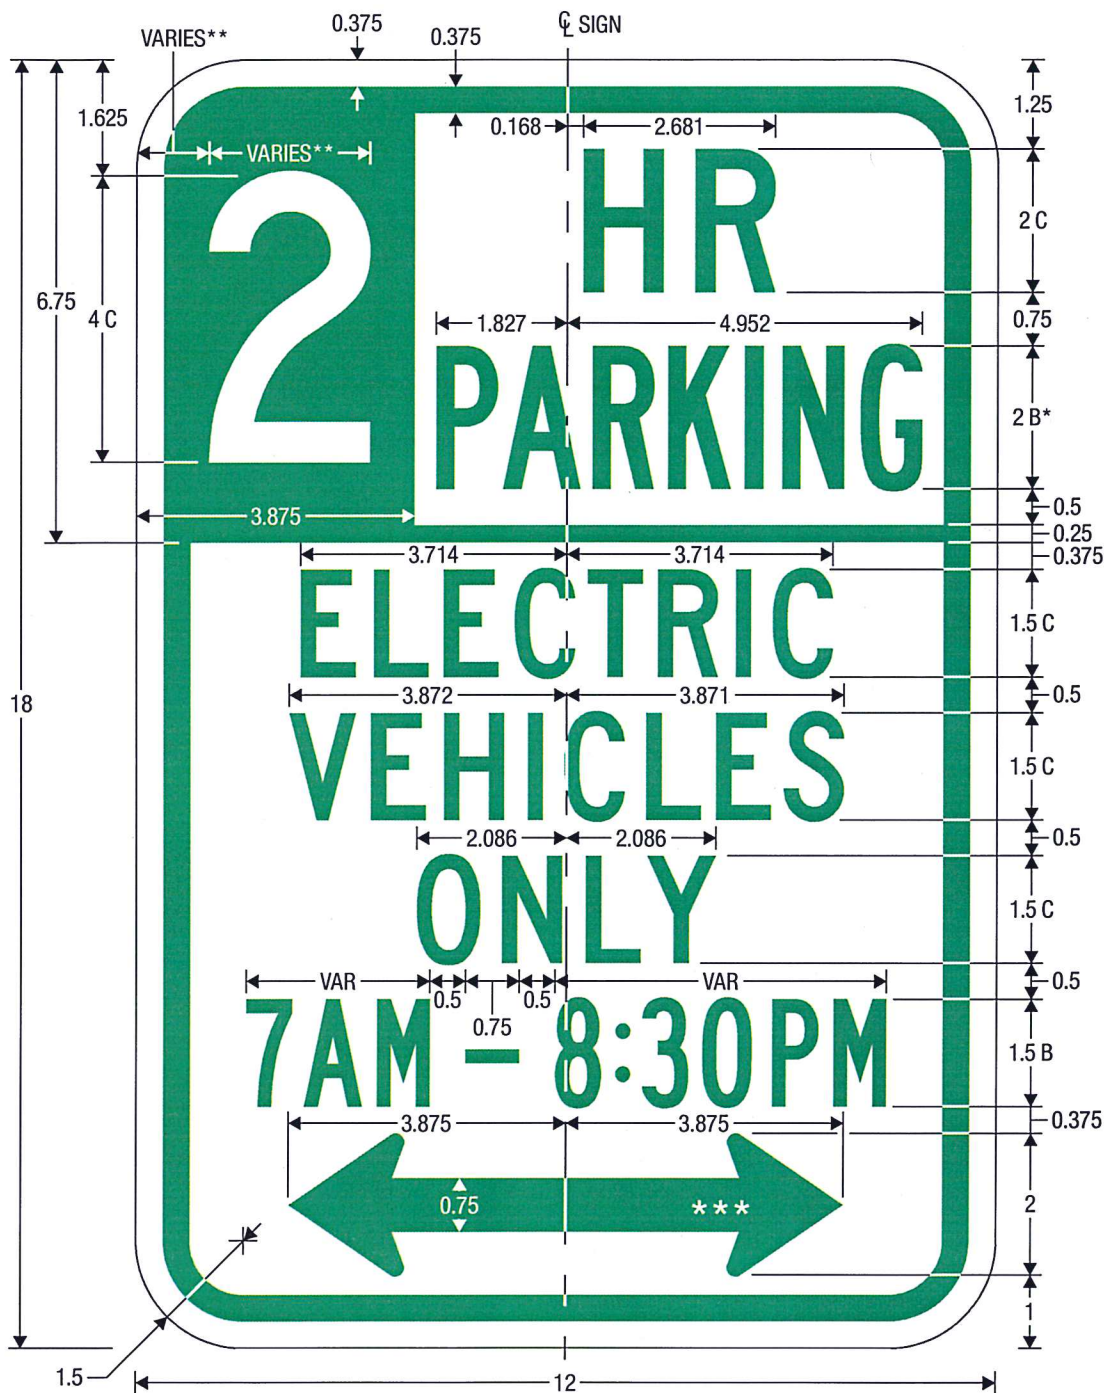 ℄ SIGN
0.375
VARIES**
0.375
1.625
0.168
2.681
1.25
VARIES**
2
HR
2 C
6.75
4 C
1.827
4.952
0.75
PARKING
2 B*
3.875
0.5
0.25
3.714
3.714
0.375
ELECTRIC
1.5 C
18
3.872
3.871
0.5
VEHICLES
1.5 C
2.086
2.086
0.5
ONLY
1.5 C
VAR
0.5
0.75
0.5
VAR
0.5
7AM – 8:30PM
1.5 B
3.875
3.875
0.375
0.75
***
2
1
1.5
12